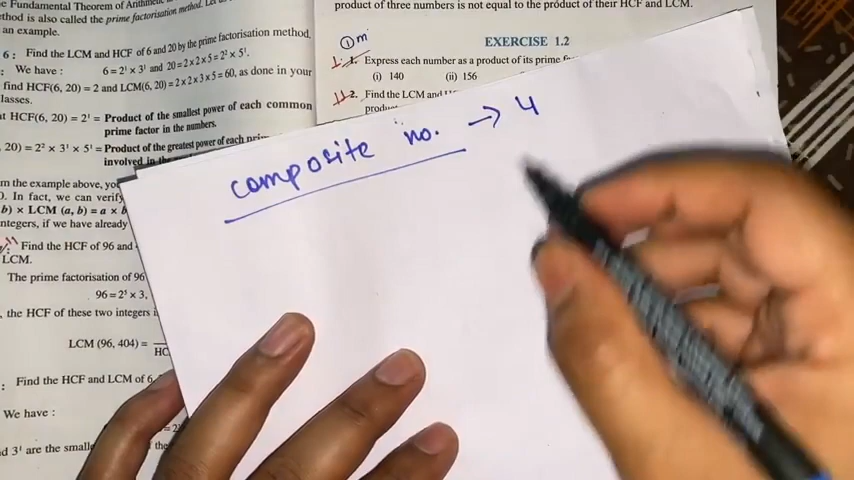 e Fundamental Theorem of Arithmetic
thod is also called the prime factorisation method.
an example.
6 : Find the LCM and HCF of 6 and 20 by the prime factorisation method.
: We have : 6 = 2¹ × 3¹ and 20 = 2 × 2 × 5 = 2² × 5¹.
find HCF(6, 20) = 2 and LCM(6, 20) = 2 × 2 × 3 × 5 = 60, as done in your
lasses.
at HCF(6, 20) = 2¹ = Product of the smallest power of each common
prime factor in the numbers.
, 20) = 2² × 3¹ × 5¹ = Product of the greatest power of each
involved in the
m the example above, you
). In fact, we can verify
b) × LCM (a, b) = a × b
ntegers, if we have already
Find the HCF of 96 and
LCM.
The prime factorisation of 96
96 = 2⁵ × 3,
, the HCF of these two integers i
LCM (96, 404) =
HC
: Find the HCF and LCM of 6,
We have :
d 3¹ are the small
the
product of three numbers is not equal to the product of their HCF and LCM.
① m
EXERCISE 1.2
1. Express each number as a product of its prime
(i) 140 (ii) 156
2. Find the LCM and
produ
composite no. → 4